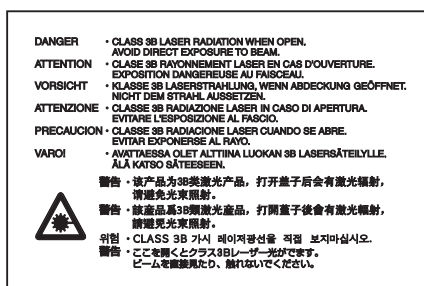 DANGER · CLASS 3B LASER RADIATION WHEN OPEN.
AVOID DIRECT EXPOSURE TO BEAM.
ATTENTION · CLASE 3B RAYONNEMENT LASER EN CAS D'OUVERTURE.
EXPOSITION DANGEREUSE AU FAISCEAU.
VORSICHT · KLASSE 3B LASERSTRAHLUNG, WENN ABDECKUNG GEÖFFNET.
NICHT DEM STRAHL AUSSETZEN.
ATTENZIONE · CLASSE 3B RADIAZIONE LASER IN CASO DI APERTURA.
EVITARE L'ESPOSIZIONE AL FASCIO.
PRECAUCION · CLASSE 3B RADIACIONE LASER CUANDO SE ABRE.
EVITAR EXPONERSE AL RAYO.
VARO! · AVATTAESSA OLET ALTTIINA LUOKAN 3B LASERSÄTEILYLLE.
ÄLÄ KATSO SÄTEESEEN.
警告 · 该产品为3B类激光产品，打开盖子后会有激光辐射，
请避免光束照射。
警告 · 該産品爲3B類激光産品，打開蓋子後會有激光輻射，
請避免光束照射。
위험 · CLASS 3B 가시 레이저광선을 직접 보지마십시오.
警告 · ここを開くとクラス3Bレーザー光がでます。
ビームを直接見たり、触れないでください。